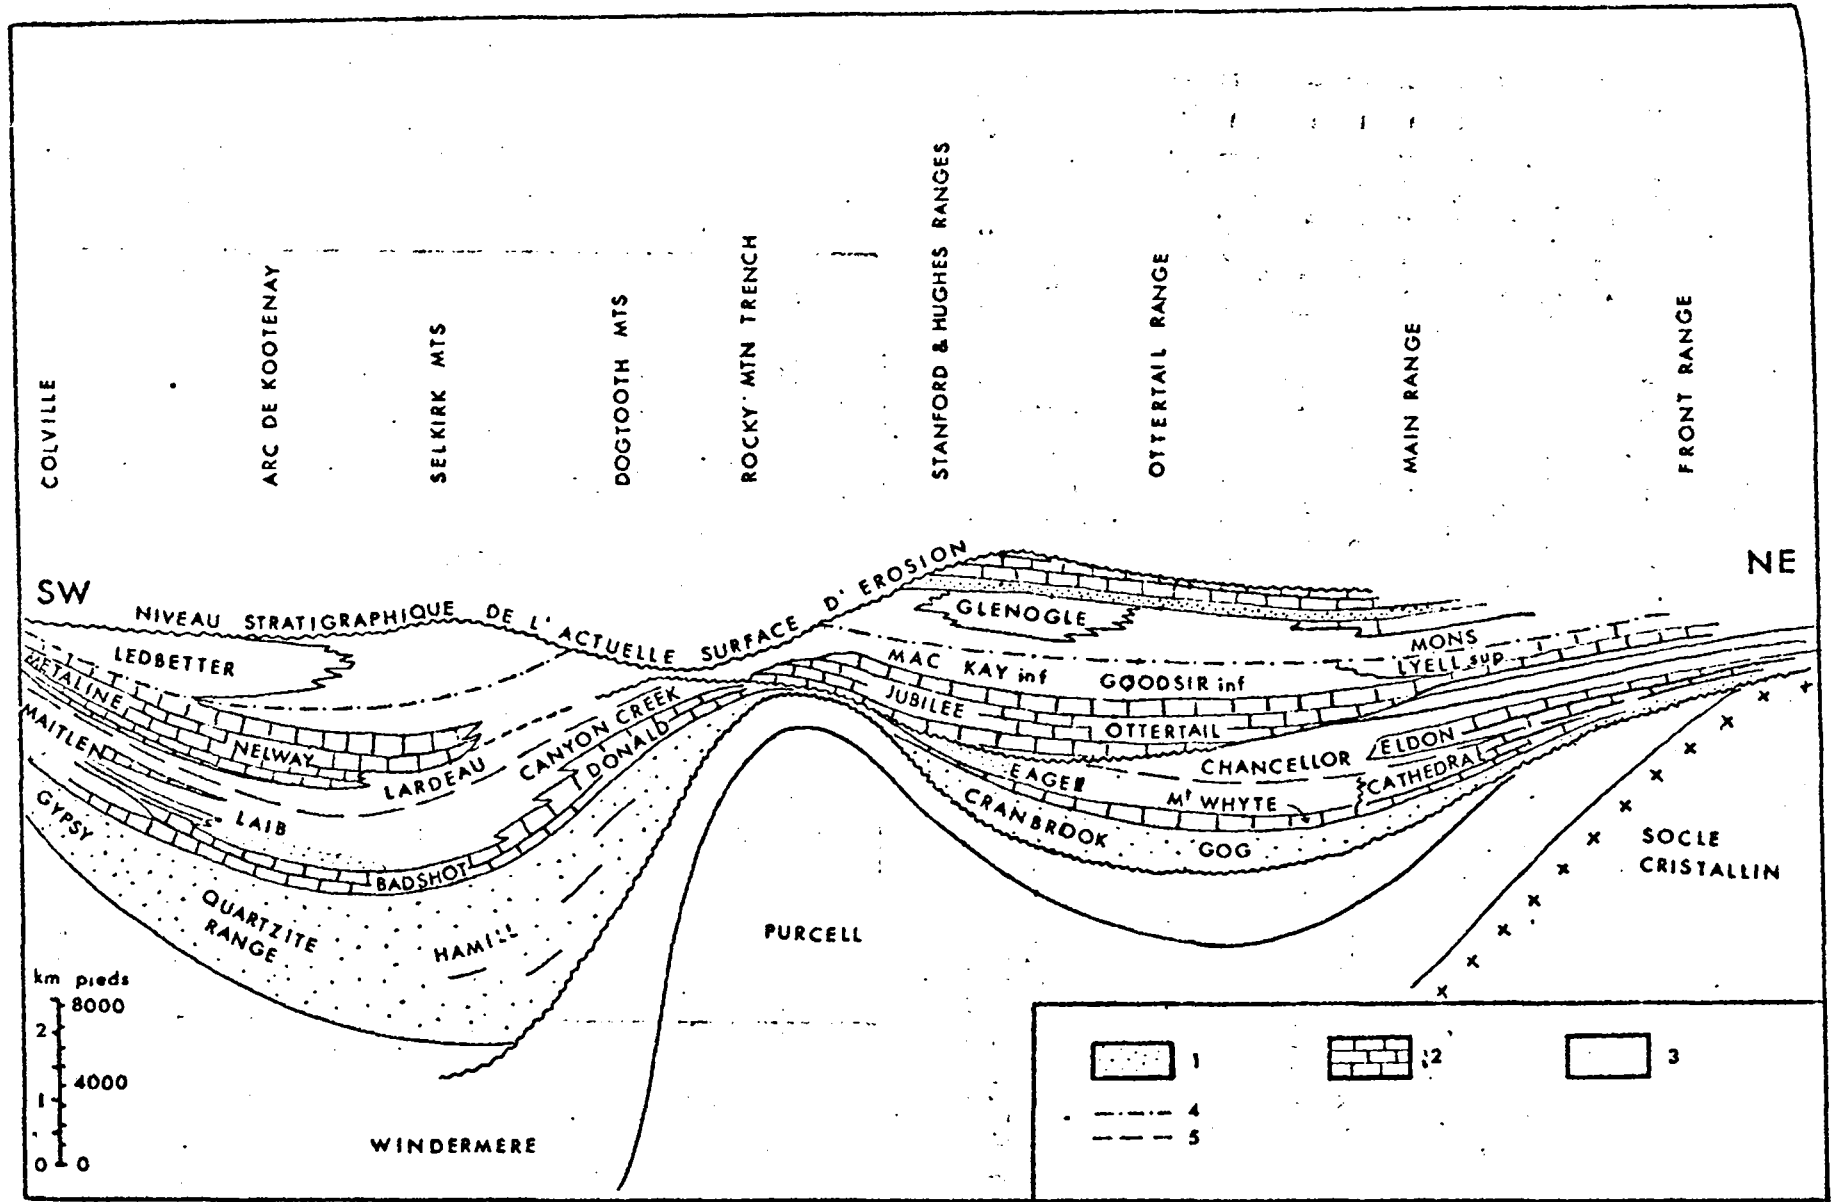 COLVILLE
ARC DE KOOTENAY
SELKIRK MTS
DOGTOOTH MTS
ROCKY MTN TRENCH
STANFORD & HUGHES RANGES
OTTERTAIL RANGE
MAIN RANGE
FRONT RANGE
SW
NE
NIVEAU STRATIGRAPHIQUE DE L' ACTUELLE SURFACE D' EROSION
LEDBETTER
GLENOGLE
MONS
LYELL sup
METALINE
NELWAY
LARDEAU
CANYON CREEK
DONALD
MAC KAY inf
GOODSIR inf
JUBILEE
OTTERTAIL
CHANCELLOR
ELDON
CATHEDRAL
MAITLEN
LAIB
BADSHOT
EAGER
Mt WHYTE
CRANBROOK
GOG
GYPSY
QUARTZITE
RANGE
HAMILL
PURCELL
WINDERMERE
SOCLE
CRISTALLIN
km pieds
8000
2
4000
1
0 0
1
2
3
4
5